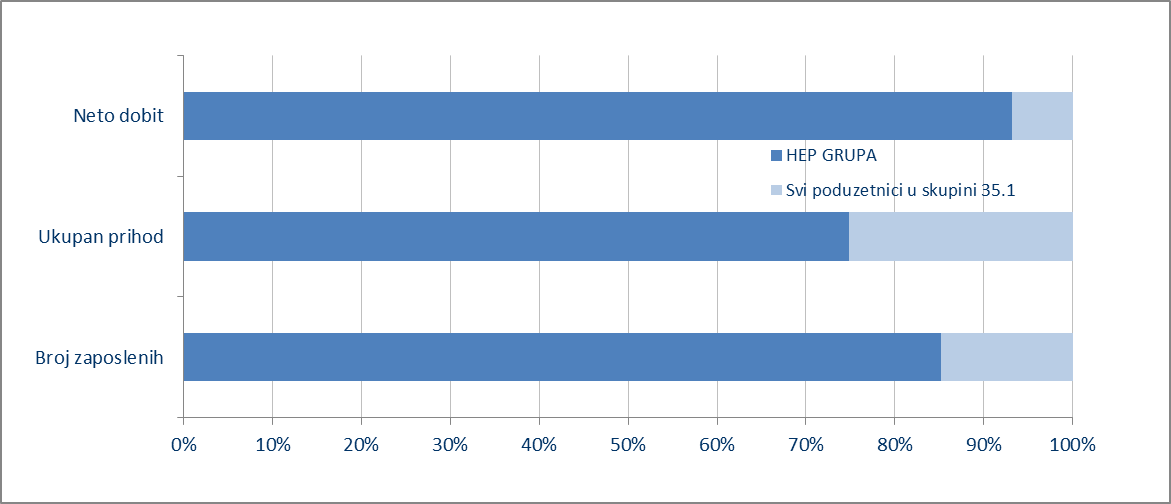 Neto dobit
HEP GRUPA
Svi poduzetnici u skupini 35.1
Ukupan prihod
Broj zaposlenih
0% 10% 20% 30% 40% 50% 60% 70% 80% 90% 100%